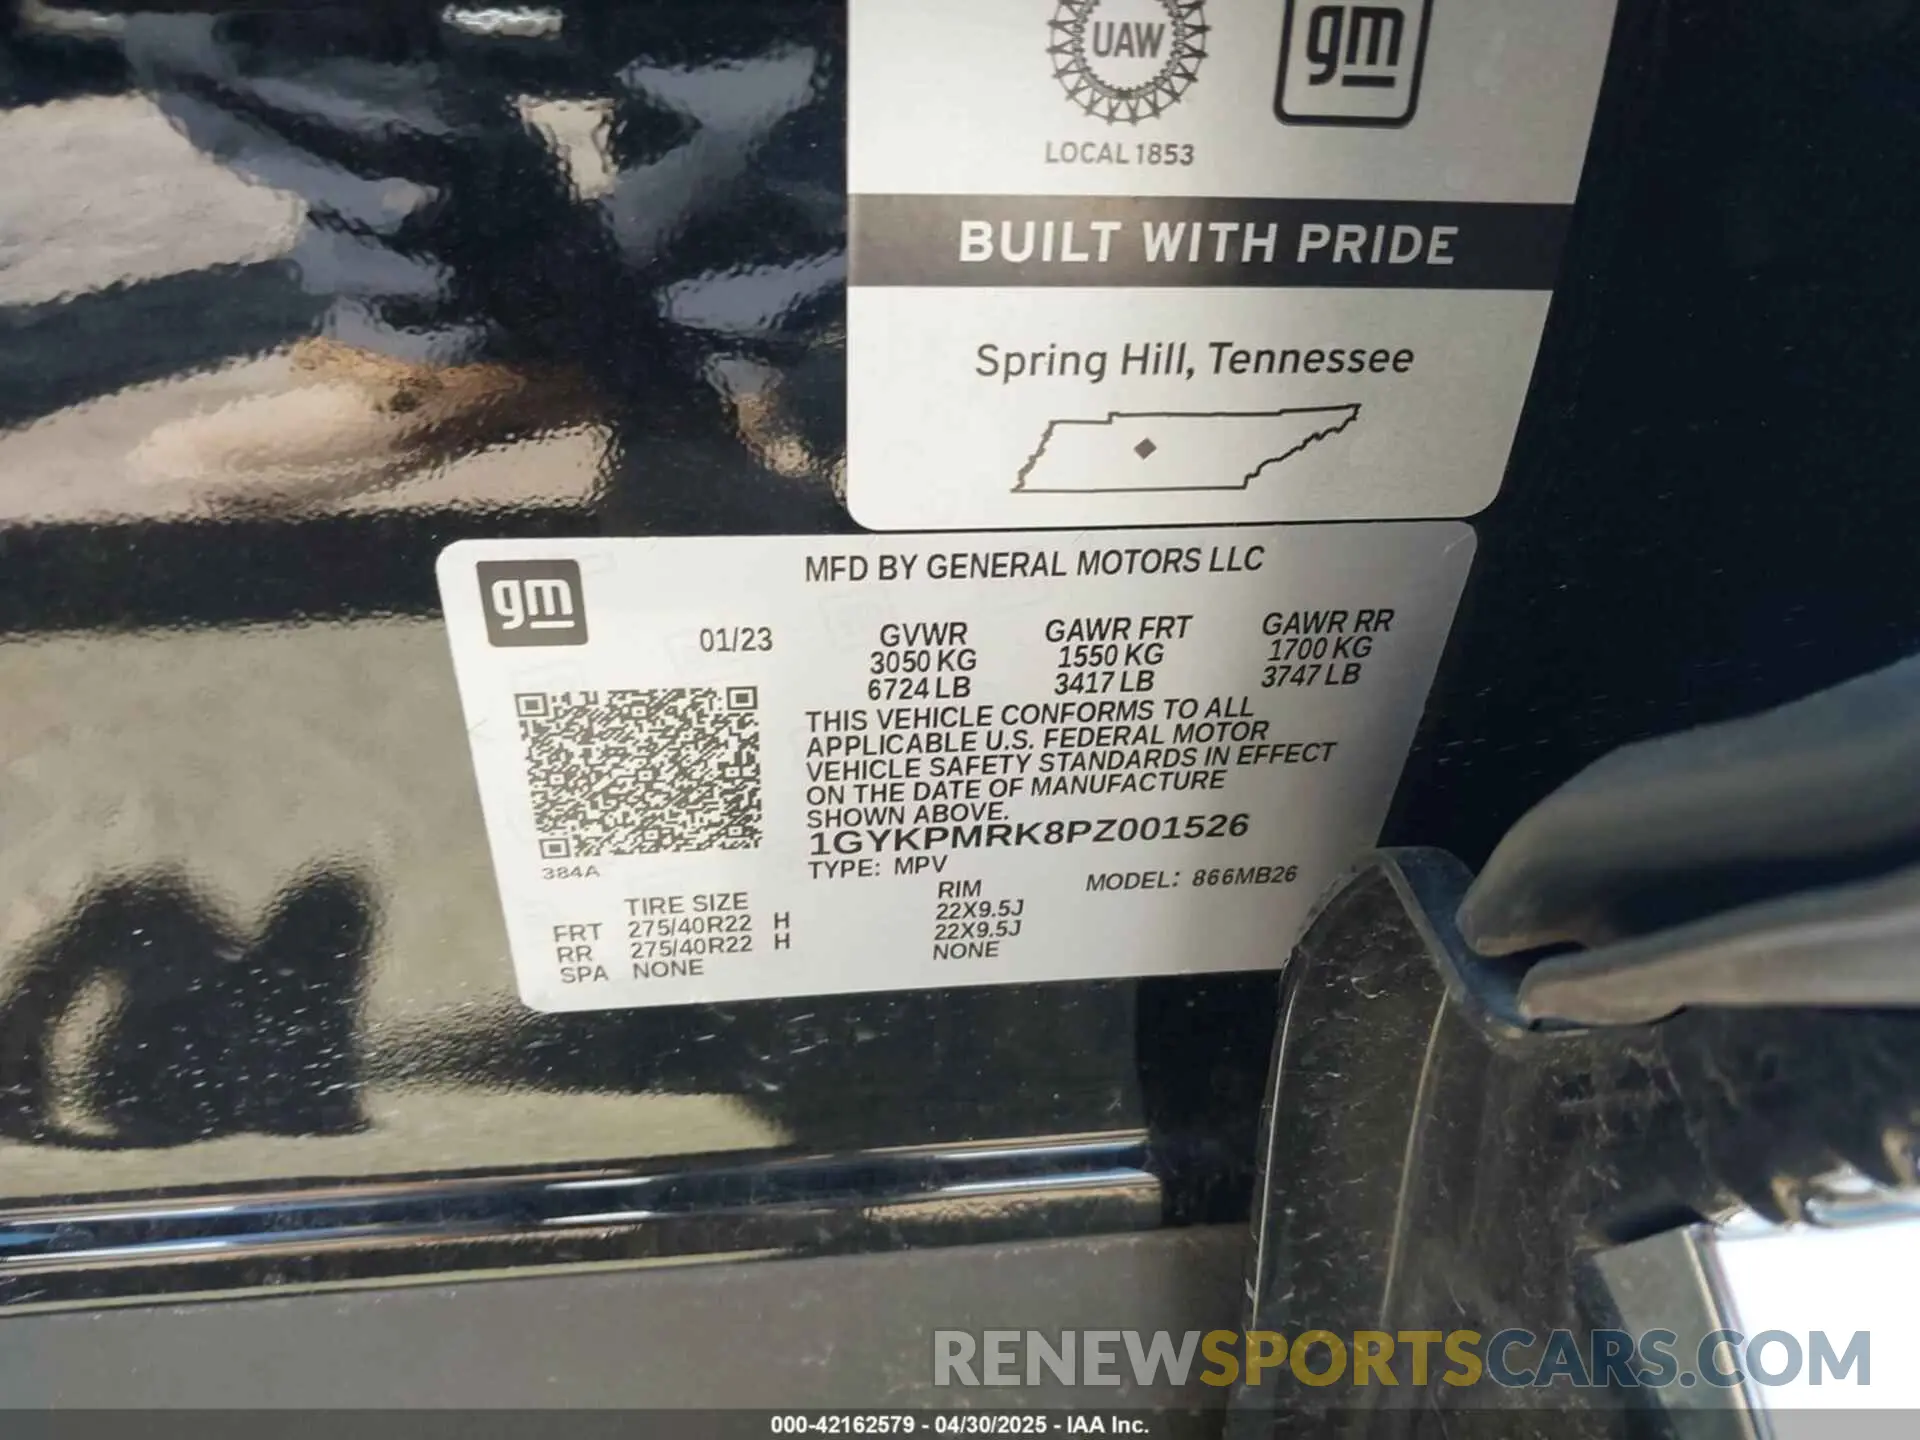 UAW
gm
LOCAL 1853
BUILT WITH PRIDE
Spring Hill, Tennessee
gm
MFD BY GENERAL MOTORS LLC
01/23
GVWR GAWR FRT GAWR RR
3050 KG 1550 KG 1700 KG
6724 LB 3417 LB 3747 LB
THIS VEHICLE CONFORMS TO ALL
APPLICABLE U.S. FEDERAL MOTOR
VEHICLE SAFETY STANDARDS IN EFFECT
ON THE DATE OF MANUFACTURE
SHOWN ABOVE.
1GYKPMRK8PZ001526
TYPE: MPV
MODEL: 866MB26
384A
TIRE SIZE RIM
FRT 275/40R22 H 22X9.5J
RR 275/40R22 H 22X9.5J
SPA NONE NONE
RENEWSPORTSCARS.COM
000-42162579 - 04/30/2025 - IAA Inc.